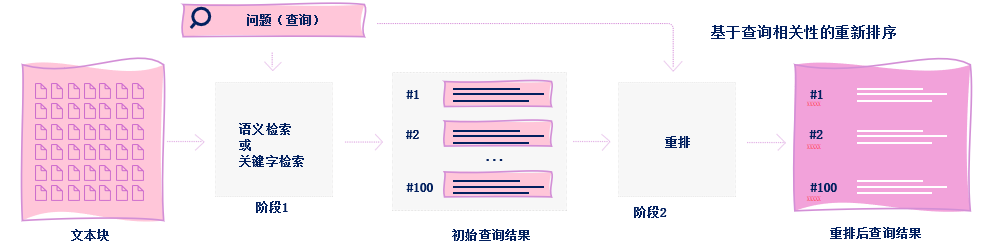 问题（查询）
基于查询相关性的重新排序
#1
#2
...
#100
语义检索
或
关键字检索
重排
#1
#2
#100
阶段1
阶段2
文本块
初始查询结果
重排后查询结果